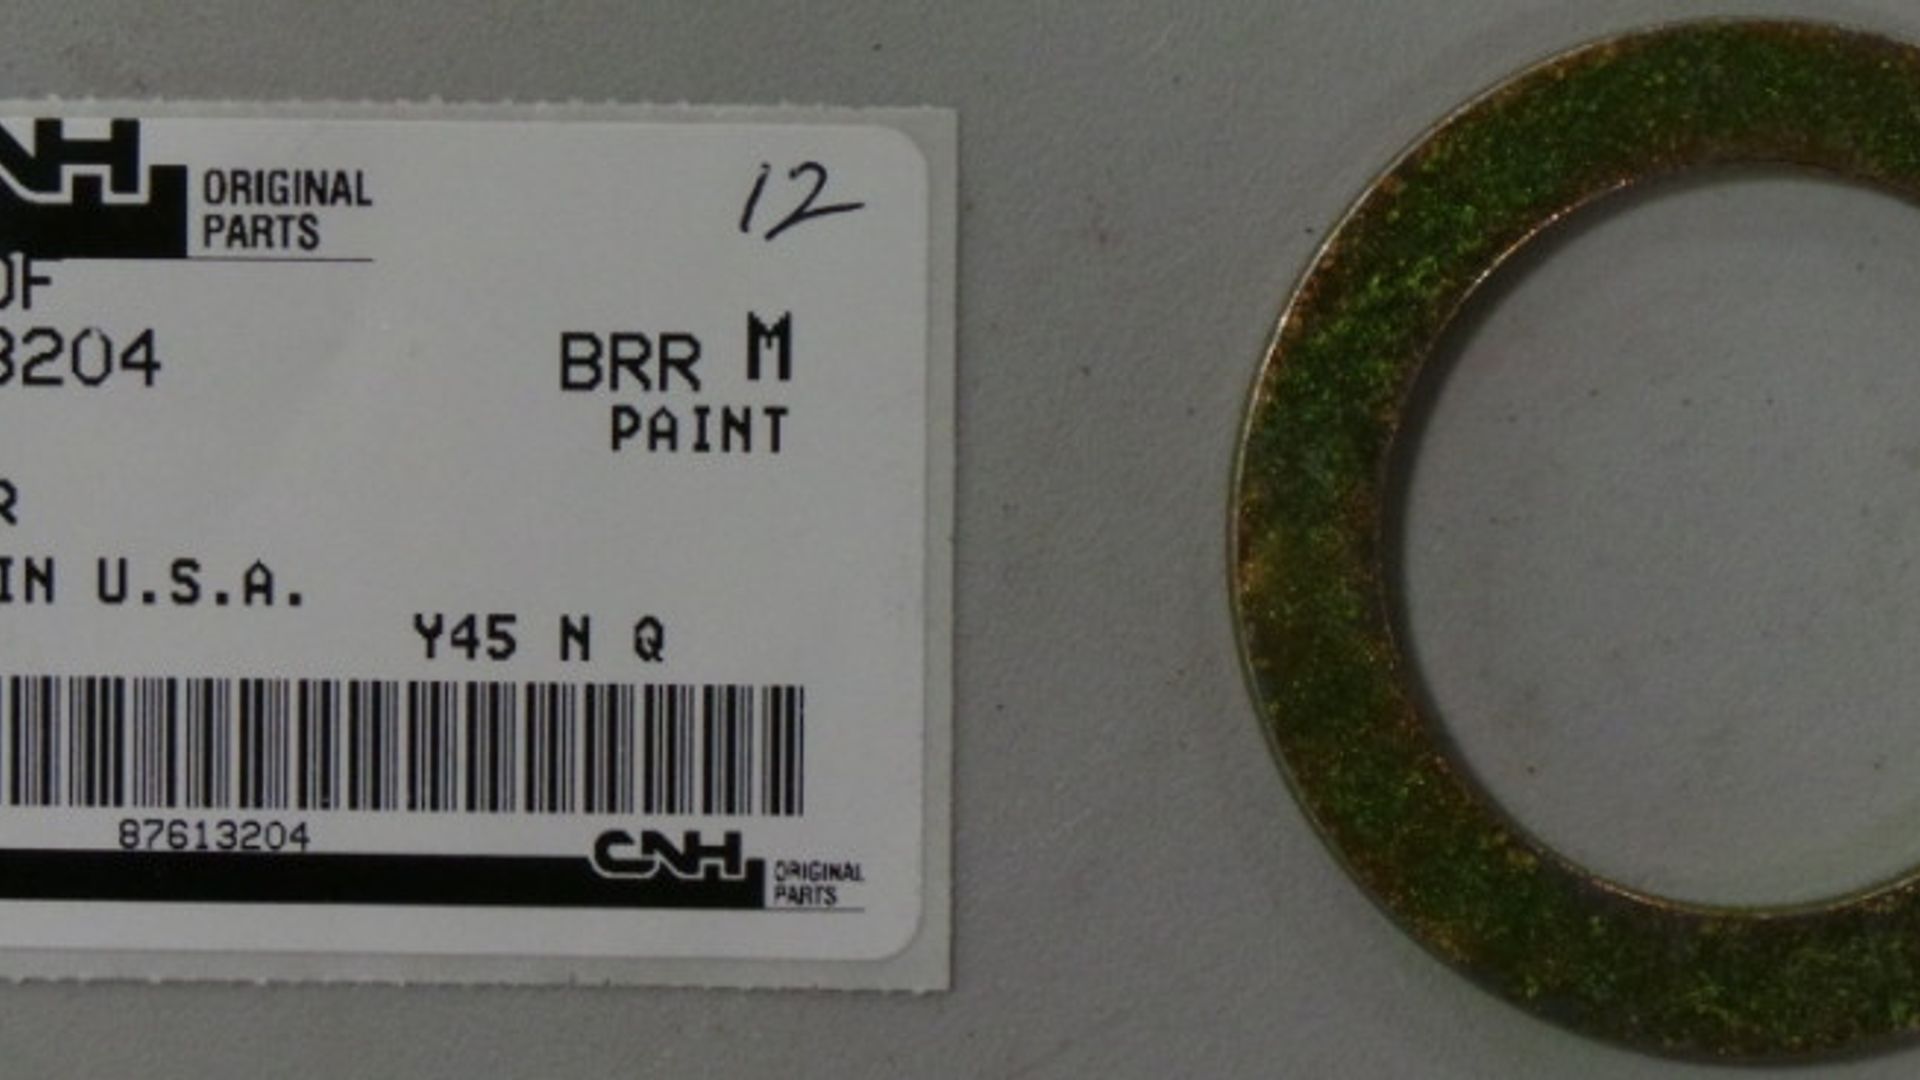 CNH ORIGINAL PARTS
12
OF
3204
BRR M
PAINT
R
IN U.S.A.
Y45 N Q
87613204
CNH ORIGINAL PARTS